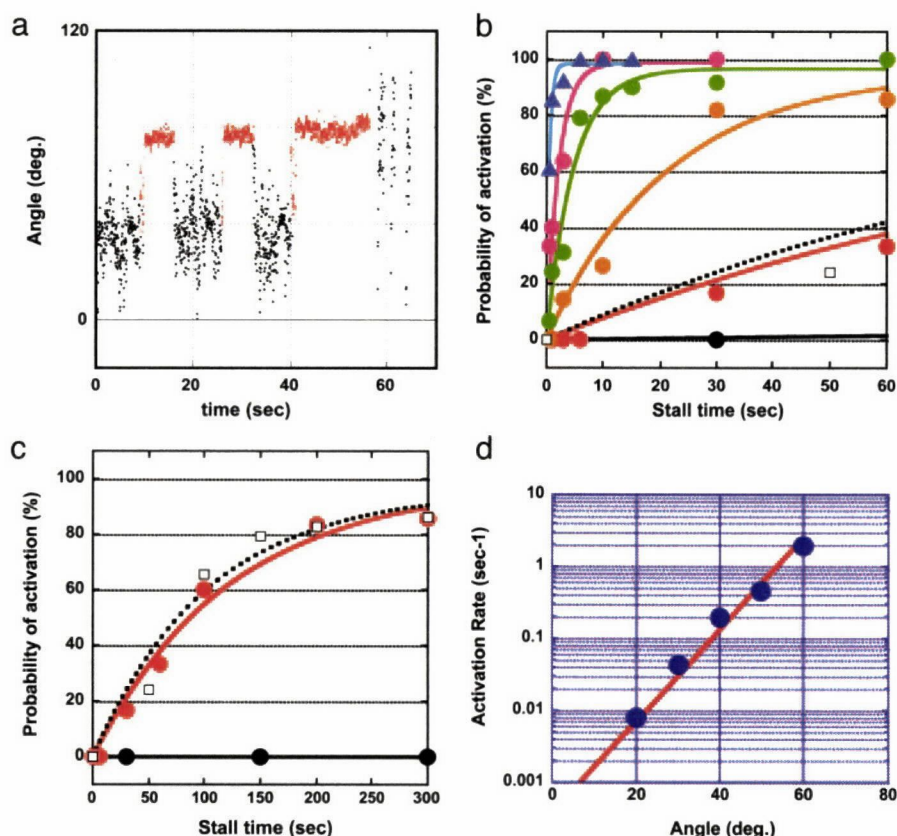 a
120
Angle (deg.)
0
0 20 40 60
time (sec)
b
100
80
60
40
20
0
Probability of activation (%)
0 10 20 30 40 50 60
Stall time (sec)
c
100
80
60
40
20
0
Probability of activation (%)
0 50 100 150 200 250 300
Stall time (sec)
d
10
1
0.1
0.01
0.001
Activation Rate (sec-1)
0 20 40 60 80
Angle (deg.)